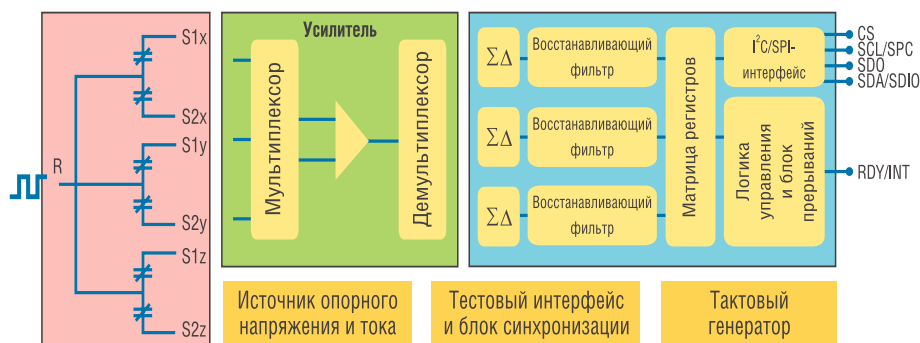 S1x
S2x
S1y
R
S2y
S1z
S2z
Усилитель
Мультиплексор
Демультиплексор
ΣΔ
Восстанавливающий
фильтр
ΣΔ
Восстанавливающий
фильтр
ΣΔ
Восстанавливающий
фильтр
Матрица регистров
I²C/SPI-
интерфейс
Логика
управления
и блок
прерываний
CS
SCL/SPC
SDO
SDA/SDIO
RDY/INT
Источник опорного
напряжения и тока
Тестовый интерфейс
и блок синхронизации
Тактовый
генератор